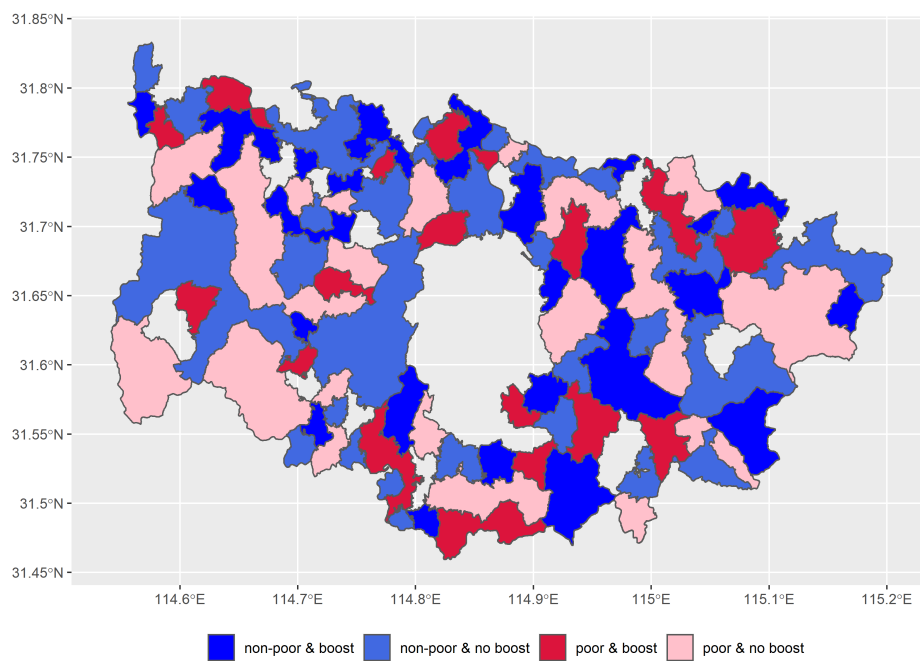 31.85°N
31.8°N
31.75°N
31.7°N
31.65°N
31.6°N
31.55°N
31.5°N
31.45°N
114.6°E 114.7°E 114.8°E 114.9°E 115°E 115.1°E 115.2°E
non-poor & boost non-poor & no boost poor & boost poor & no boost